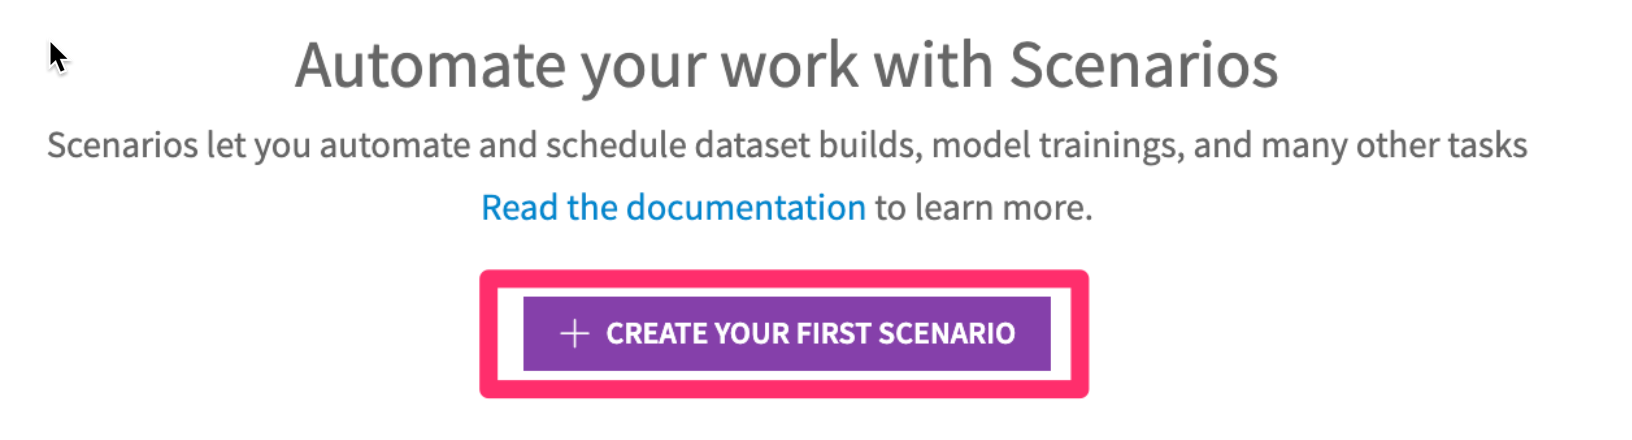 Automate your work with Scenarios
Scenarios let you automate and schedule dataset builds, model trainings, and many other tasks
Read the documentation to learn more.
+ CREATE YOUR FIRST SCENARIO